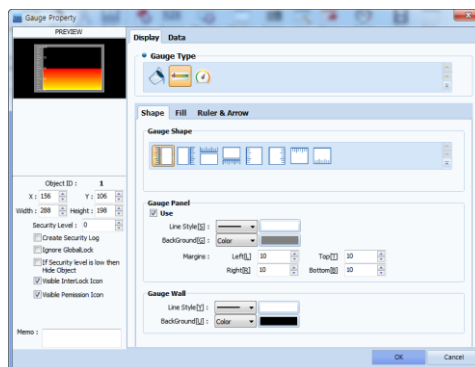 Gauge Property
PREVIEW
Display Data
Gauge Type
Shape Fill Ruler & Arrow
Gauge Shape
Object ID : 1
X : 156 Y : 106
Width : 288 Height : 198
Security Level : 0
Create Security Log
Ignore GlobalLock
If Security level is low then
Hide Object
Visible InterLock Icon
Visible Pemission Icon
Memo :
Gauge Panel
Use
Line Style[S] :
BackGround[G] : Color
Margins : Left[L] 10 Top[T] 10
Right[R] 10 Bottom[B] 10
Gauge Wall
Line Style[Y] :
BackGround[U] : Color
OK Cancel